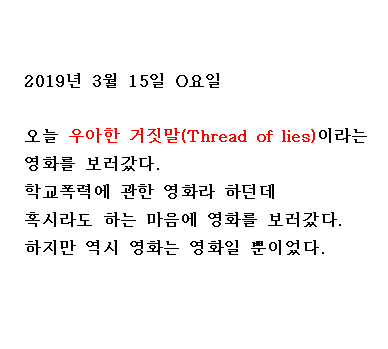 2019년 3월 15일 O요일
오늘 우아한 거짓말(Thread of lies)이라는
영화를 보러갔다.
학교폭력에 관한 영화라 하던데
혹시라도 하는 마음에 영화를 보러갔다.
하지만 역시 영화는 영화일 뿐이었다.